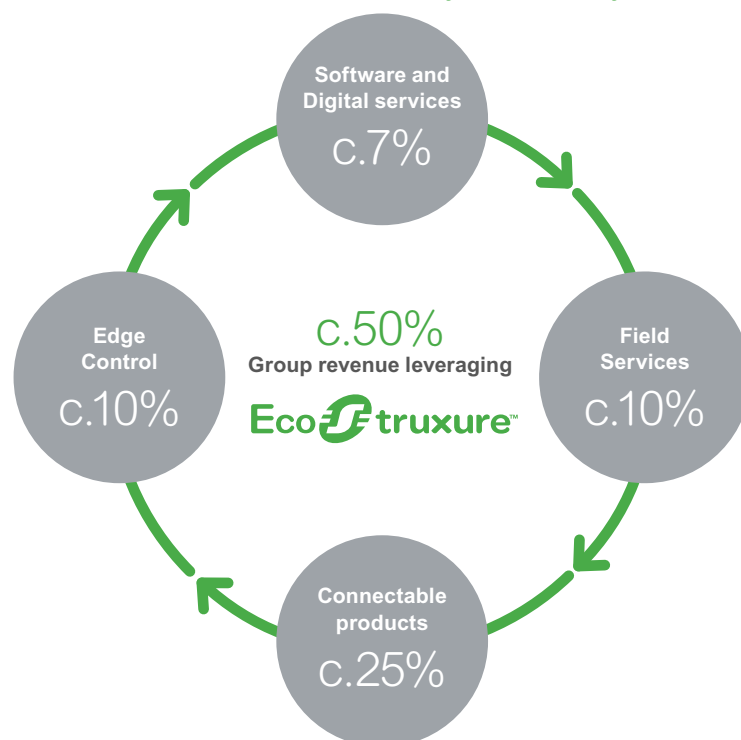 Software and
Digital services
c.7%
Edge
Control
c.10%
c.50%
Group revenue leveraging
EcoStruxure™
Field
Services
c.10%
Connectable
products
c.25%